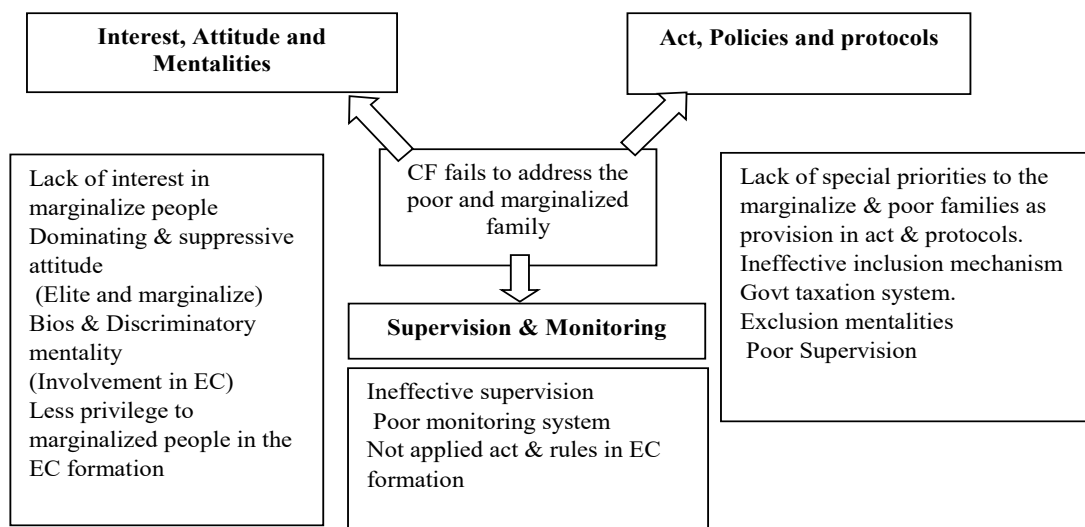 Interest, Attitude and
Mentalities
Act, Policies and protocols
CF fails to address the
poor and marginalized
family
Lack of interest in
marginalize people
Dominating & suppressive
attitude
(Elite and marginalize)
Bios & Discriminatory
mentality
(Involvement in EC)
Less privilege to
marginalized people in the
EC formation
Supervision & Monitoring
Ineffective supervision
Poor monitoring system
Not applied act & rules in EC
formation
Lack of special priorities to the
marginalize & poor families as
provision in act & protocols.
Ineffective inclusion mechanism
Govt taxation system.
Exclusion mentalities
Poor Supervision